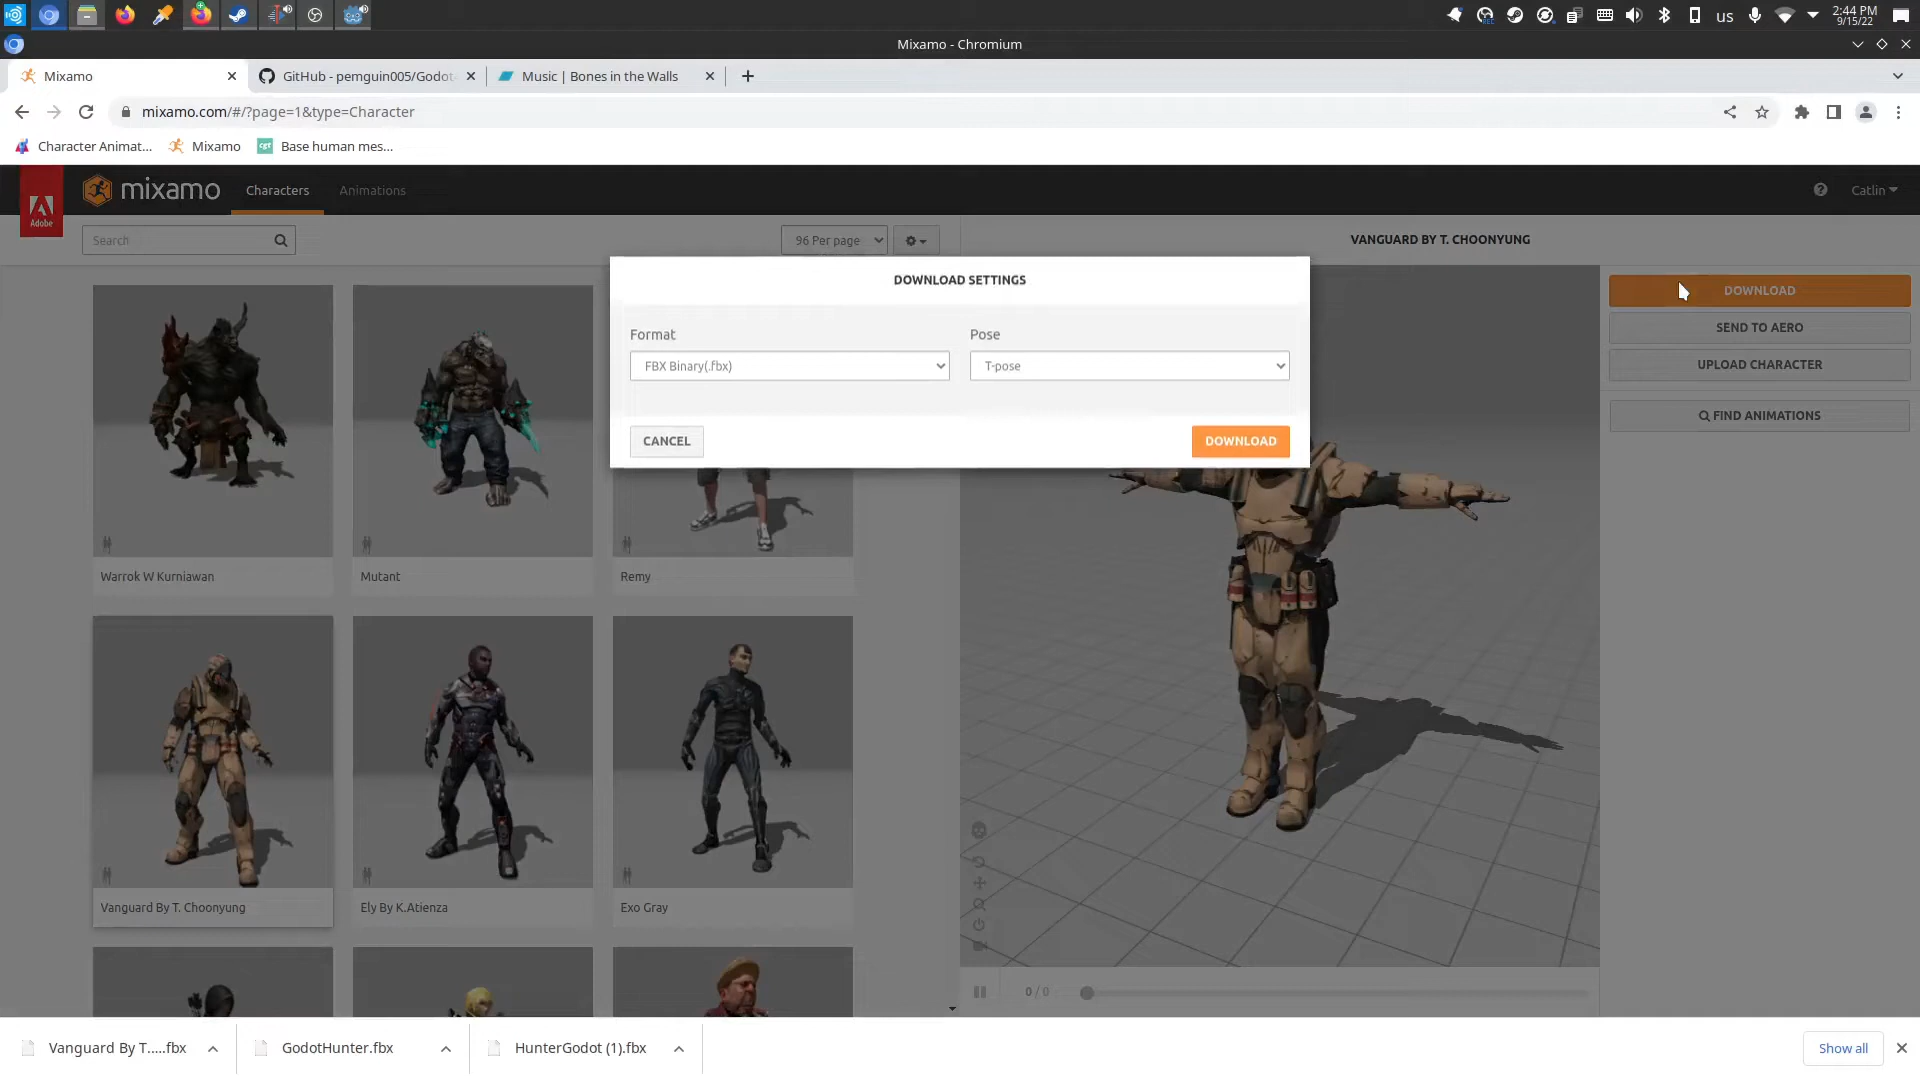 us
2:44 PM
9/15/22
Mixamo - Chromium
Mixamo
GitHub - pemguin005/Godot-
Music | Bones in the Walls
mixamo.com/#/?page=1&type=Character
Character Animat...
Mixamo
Base human mes...
Adobe
mixamo
Characters
Animations
Catlin
Search
96 Per page
VANGUARD BY T. CHOONYUNG
DOWNLOAD SETTINGS
Format
Pose
FBX Binary(.fbx)
T-pose
CANCEL
DOWNLOAD
DOWNLOAD
SEND TO AERO
UPLOAD CHARACTER
FIND ANIMATIONS
Warrok W Kurniawan
Mutant
Remy
Vanguard By T. Choonyung
Ely By K.Atienza
Exo Gray
0 / 0
Vanguard By T.....fbx
GodotHunter.fbx
HunterGodot (1).fbx
Show all